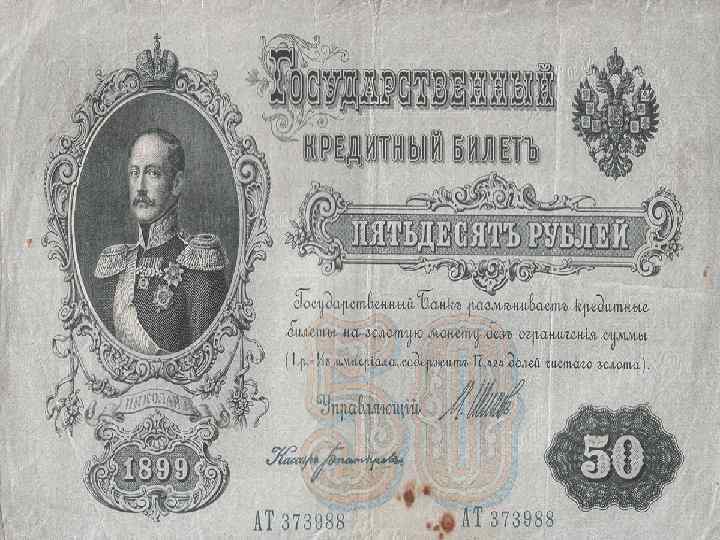 Государственный
кредитный билетъ
пятьдесятъ рублей
Государственный Банкъ размѣниваетъ кредитные
билеты на золотую монету безъ ограниченія суммы
(1 р.= 1/15 имперіала, содержитъ 17,424 долей чистаго золота).
Николай I
Управляющій
50
1899
Кассиръ
АТ 373988 АТ 373988